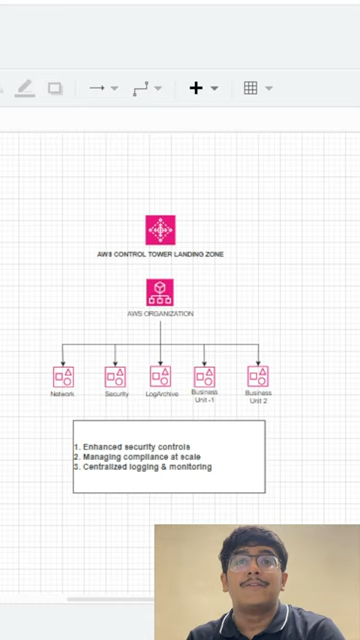 AWS CONTROL TOWER LANDING ZONE
AWS ORGANIZATION
Network
Security
LogArchive
Business
Unit -1
Business
Unit 2
1. Enhanced security controls
2. Managing compliance at scale
3. Centralized logging & monitoring